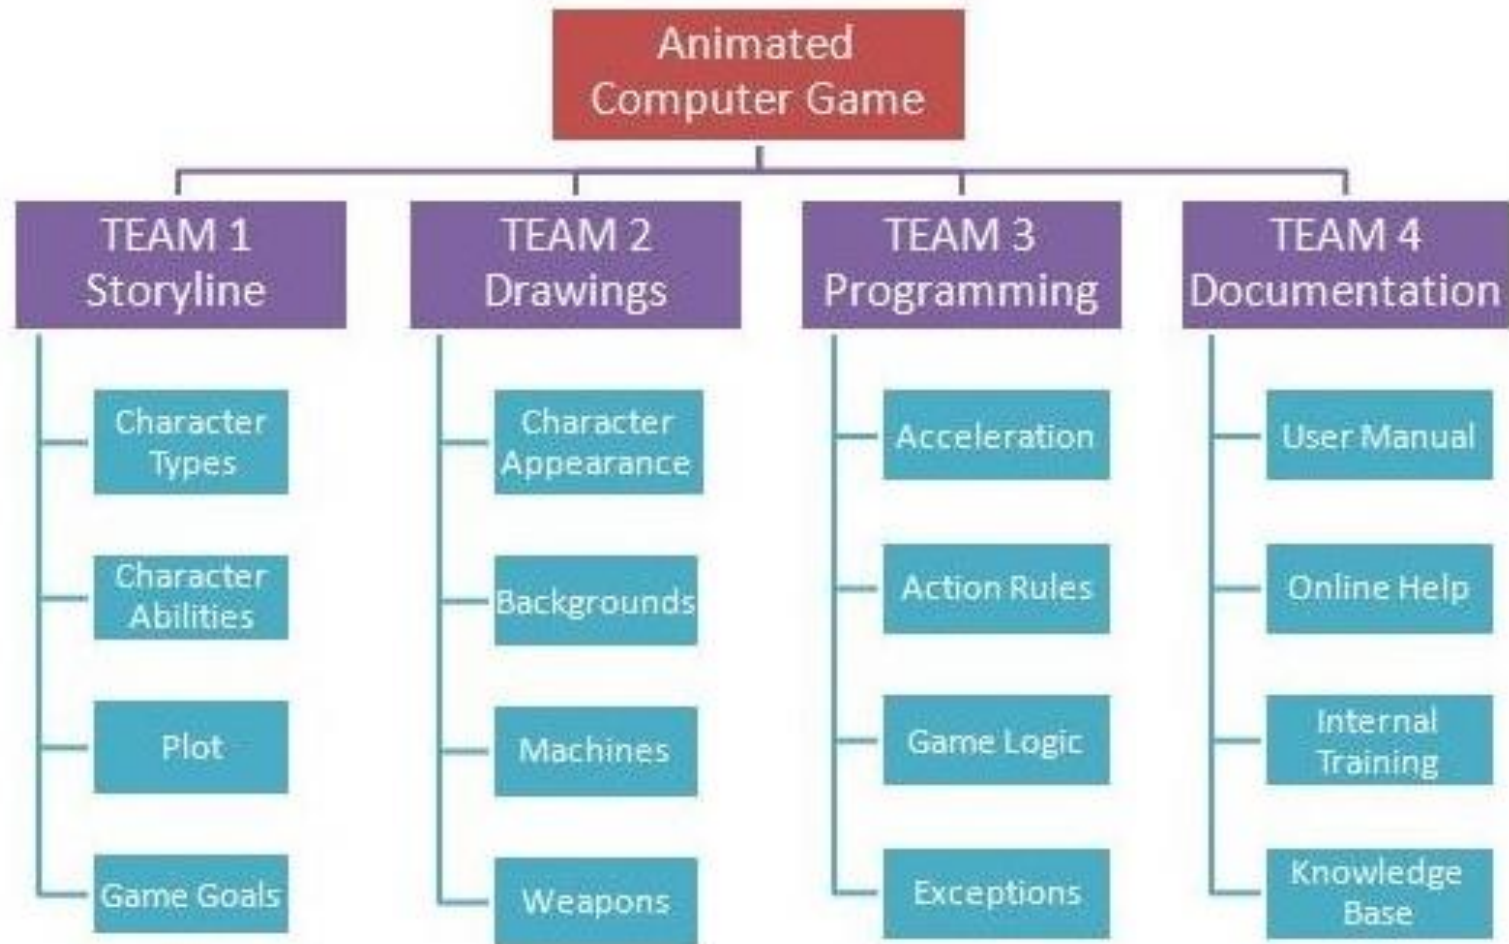 Animated
Computer Game
TEAM 1
Storyline
TEAM 2
Drawings
TEAM 3
Programming
TEAM 4
Documentation
Character
Types
Character
Abilities
Plot
Game Goals
Character
Appearance
Backgrounds
Machines
Weapons
Acceleration
Action Rules
Game Logic
Exceptions
User Manual
Online Help
Internal
Training
Knowledge
Base